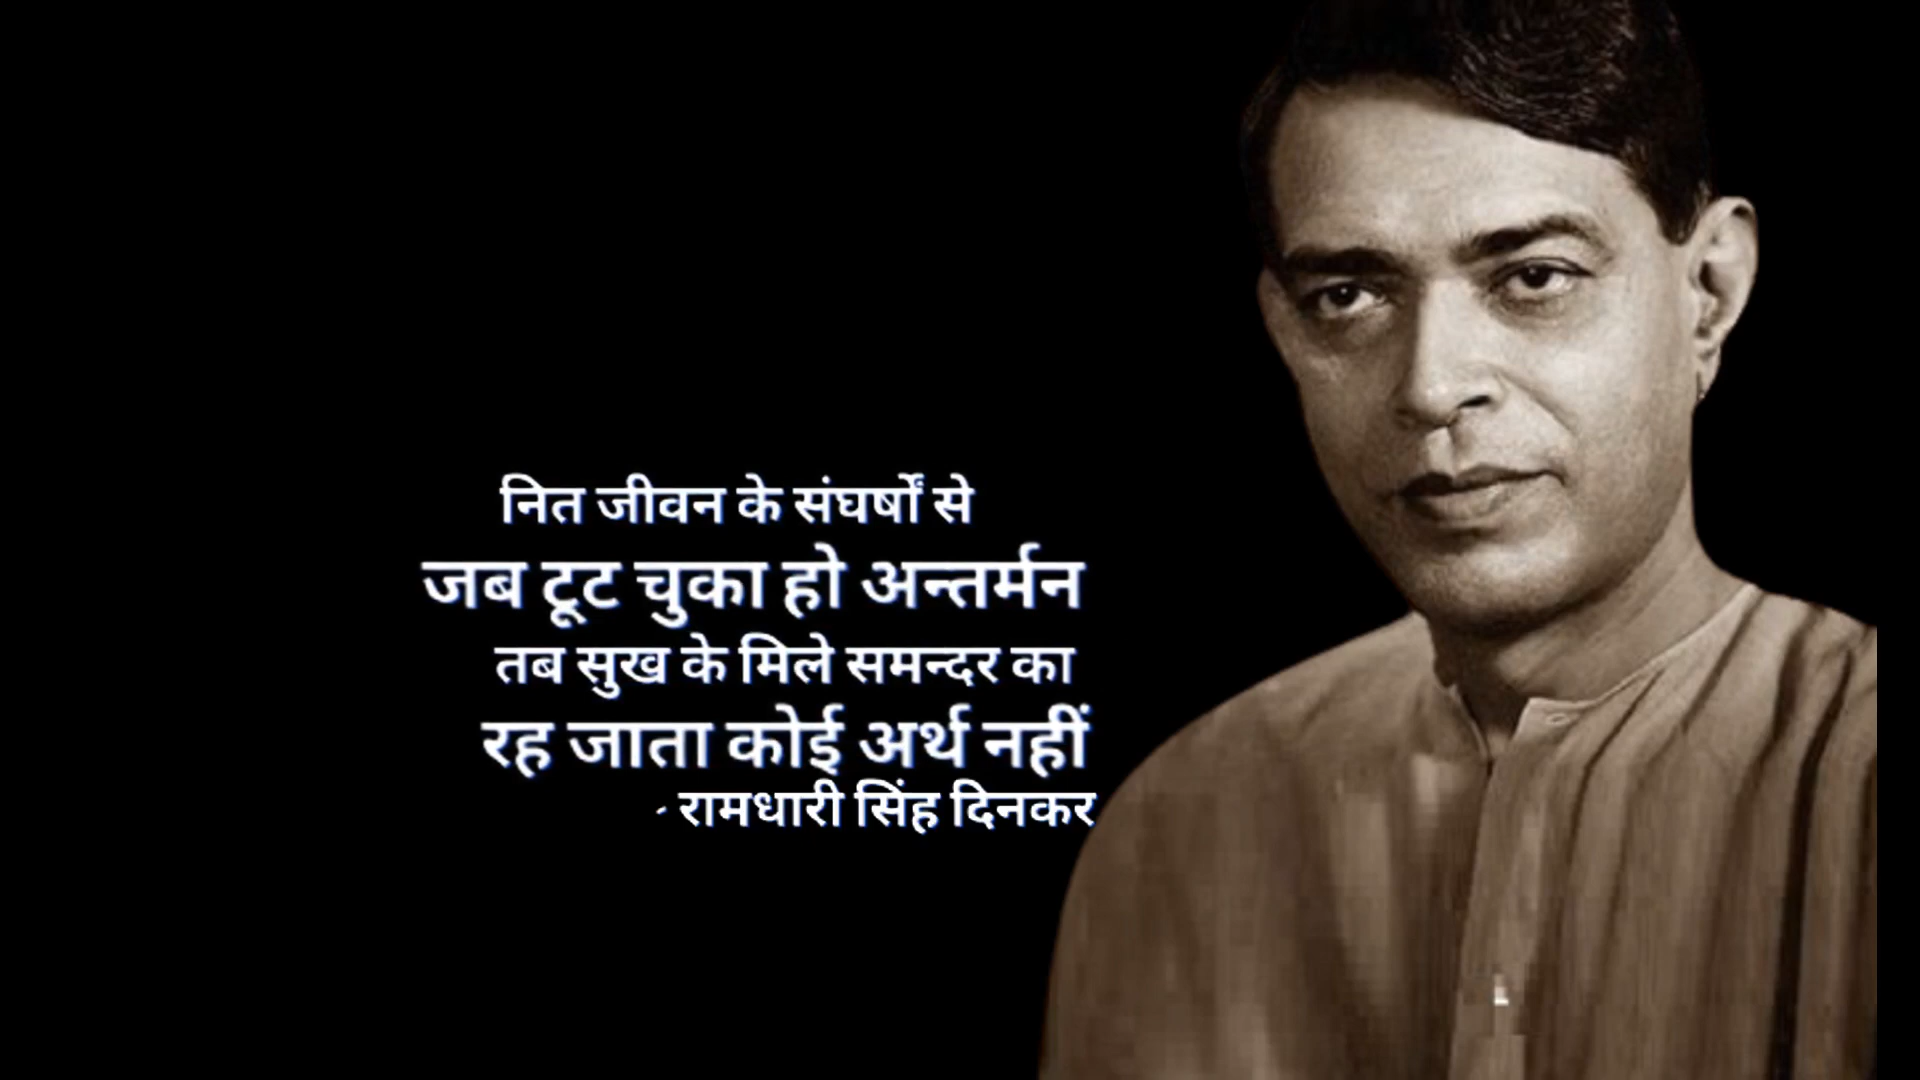 नित जीवन के संघर्षों से
जब टूट चुका हो अन्तर्मन
तब सुख के मिले समन्दर का
रह जाता कोई अर्थ नहीं
- रामधारी सिंह दिनकर